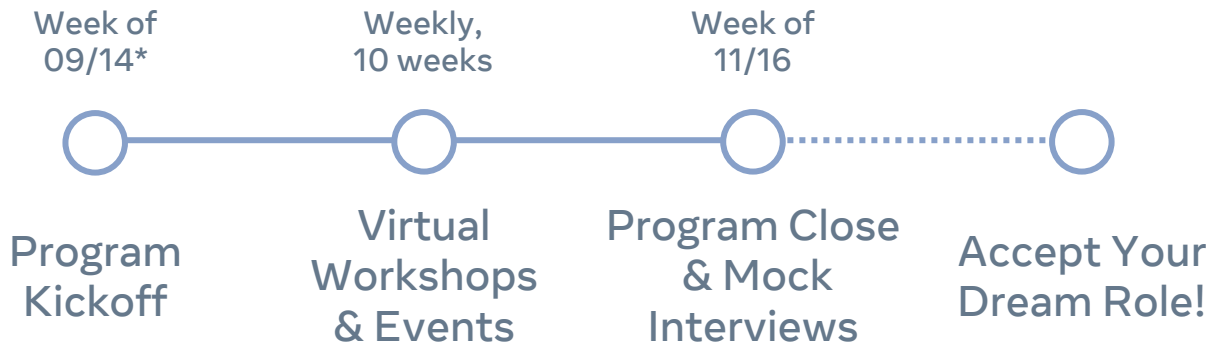 Week of
09/14*
Weekly,
10 weeks
Week of
11/16
Program
Kickoff
Virtual
Workshops
& Events
Program Close
& Mock
Interviews
Accept Your
Dream Role!